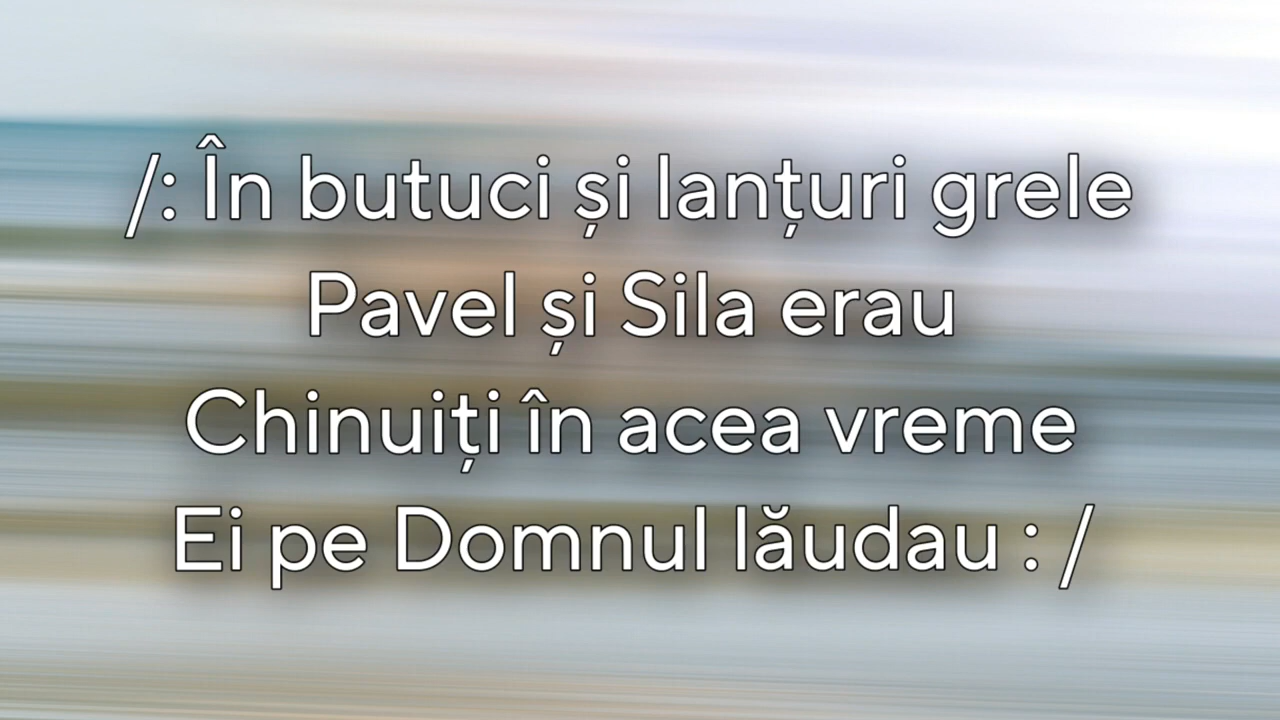 /: În butuci și lanțuri grele
Pavel și Sila erau
Chinuiți în acea vreme
Ei pe Domnul lăudau : /